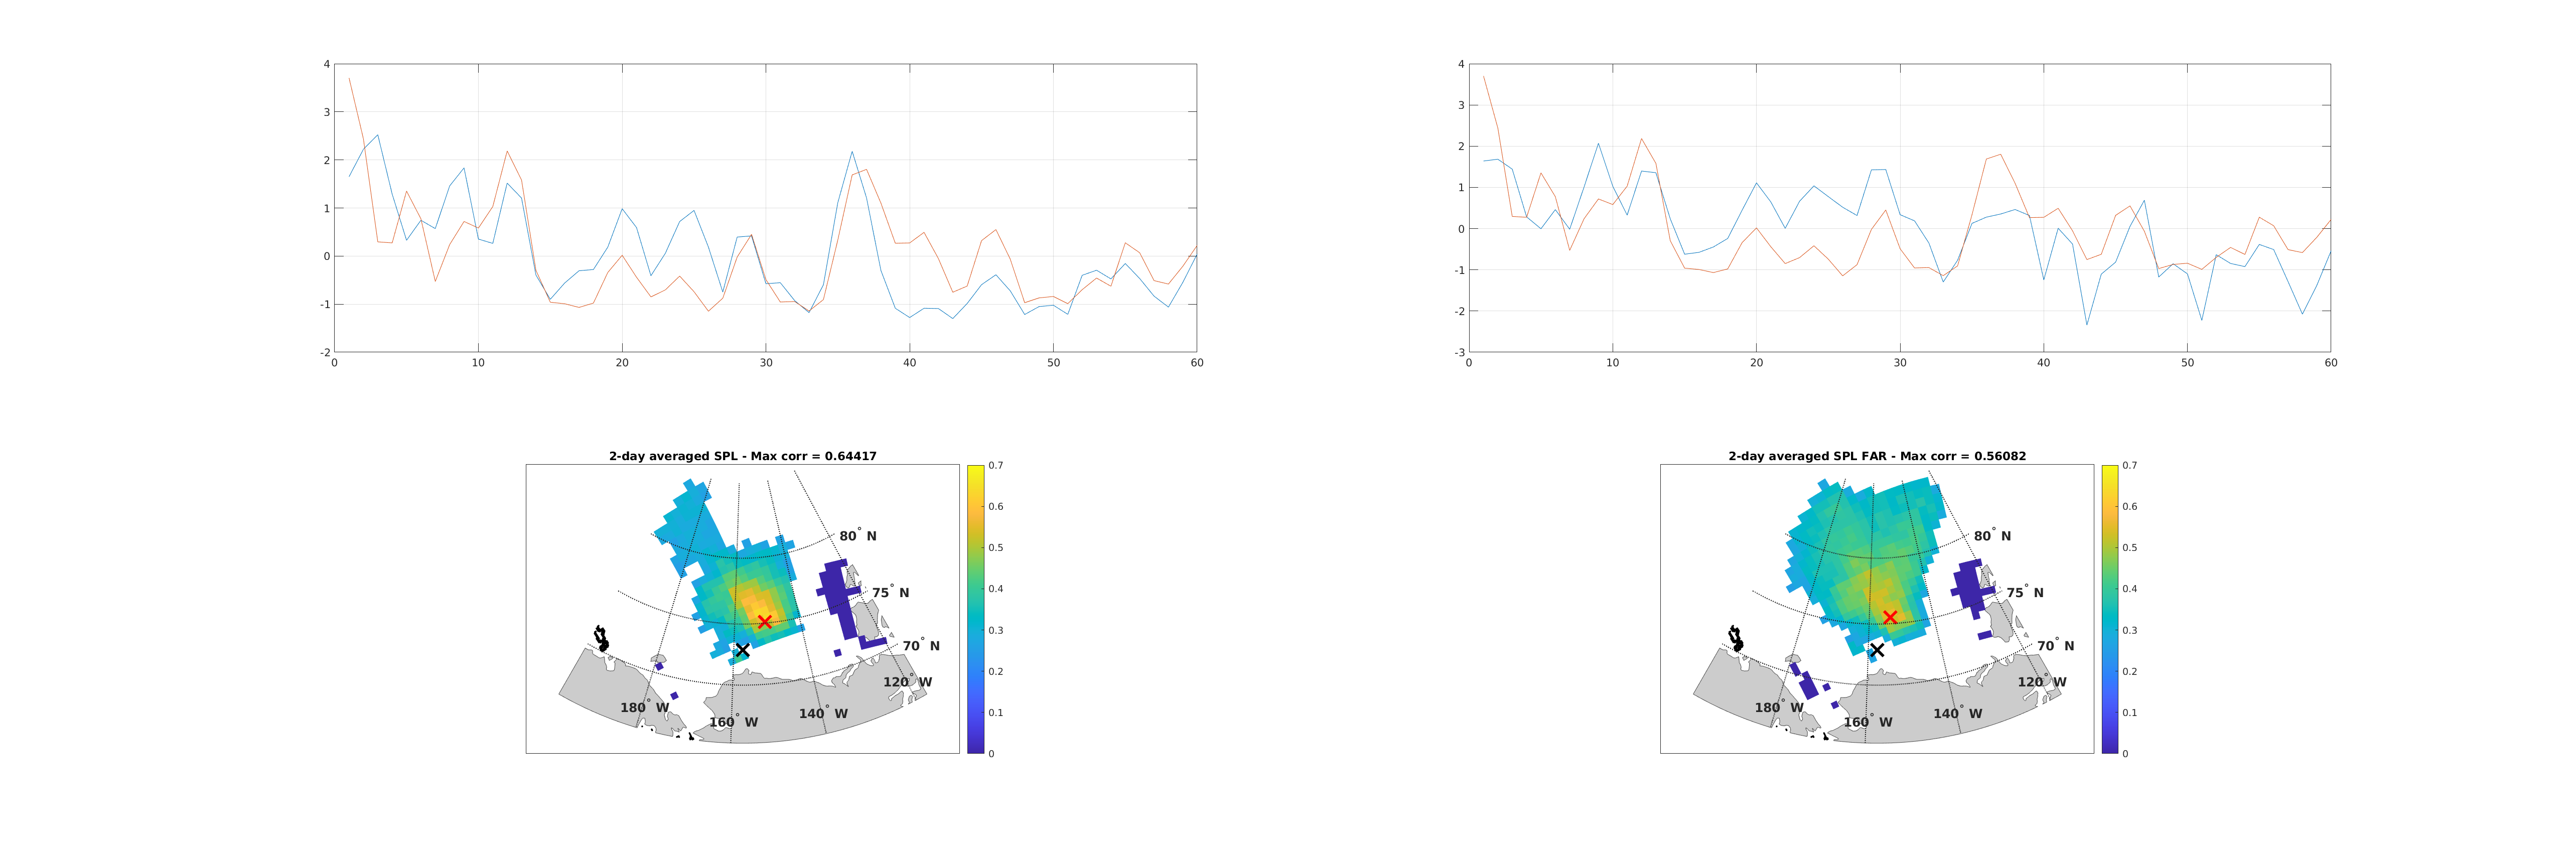 4
3
2
1
0
-1
-2
0 10 20 30 40 50 60
4
3
2
1
0
-1
-2
-3
0 10 20 30 40 50 60
2-day averaged SPL - Max corr = 0.64417
80° N
75° N
70° N
120° W
140° W
160° W
180° W
0.7
0.6
0.5
0.4
0.3
0.2
0.1
0
2-day averaged SPL FAR - Max corr = 0.56082
80° N
75° N
70° N
120° W
140° W
160° W
180° W
0.7
0.6
0.5
0.4
0.3
0.2
0.1
0